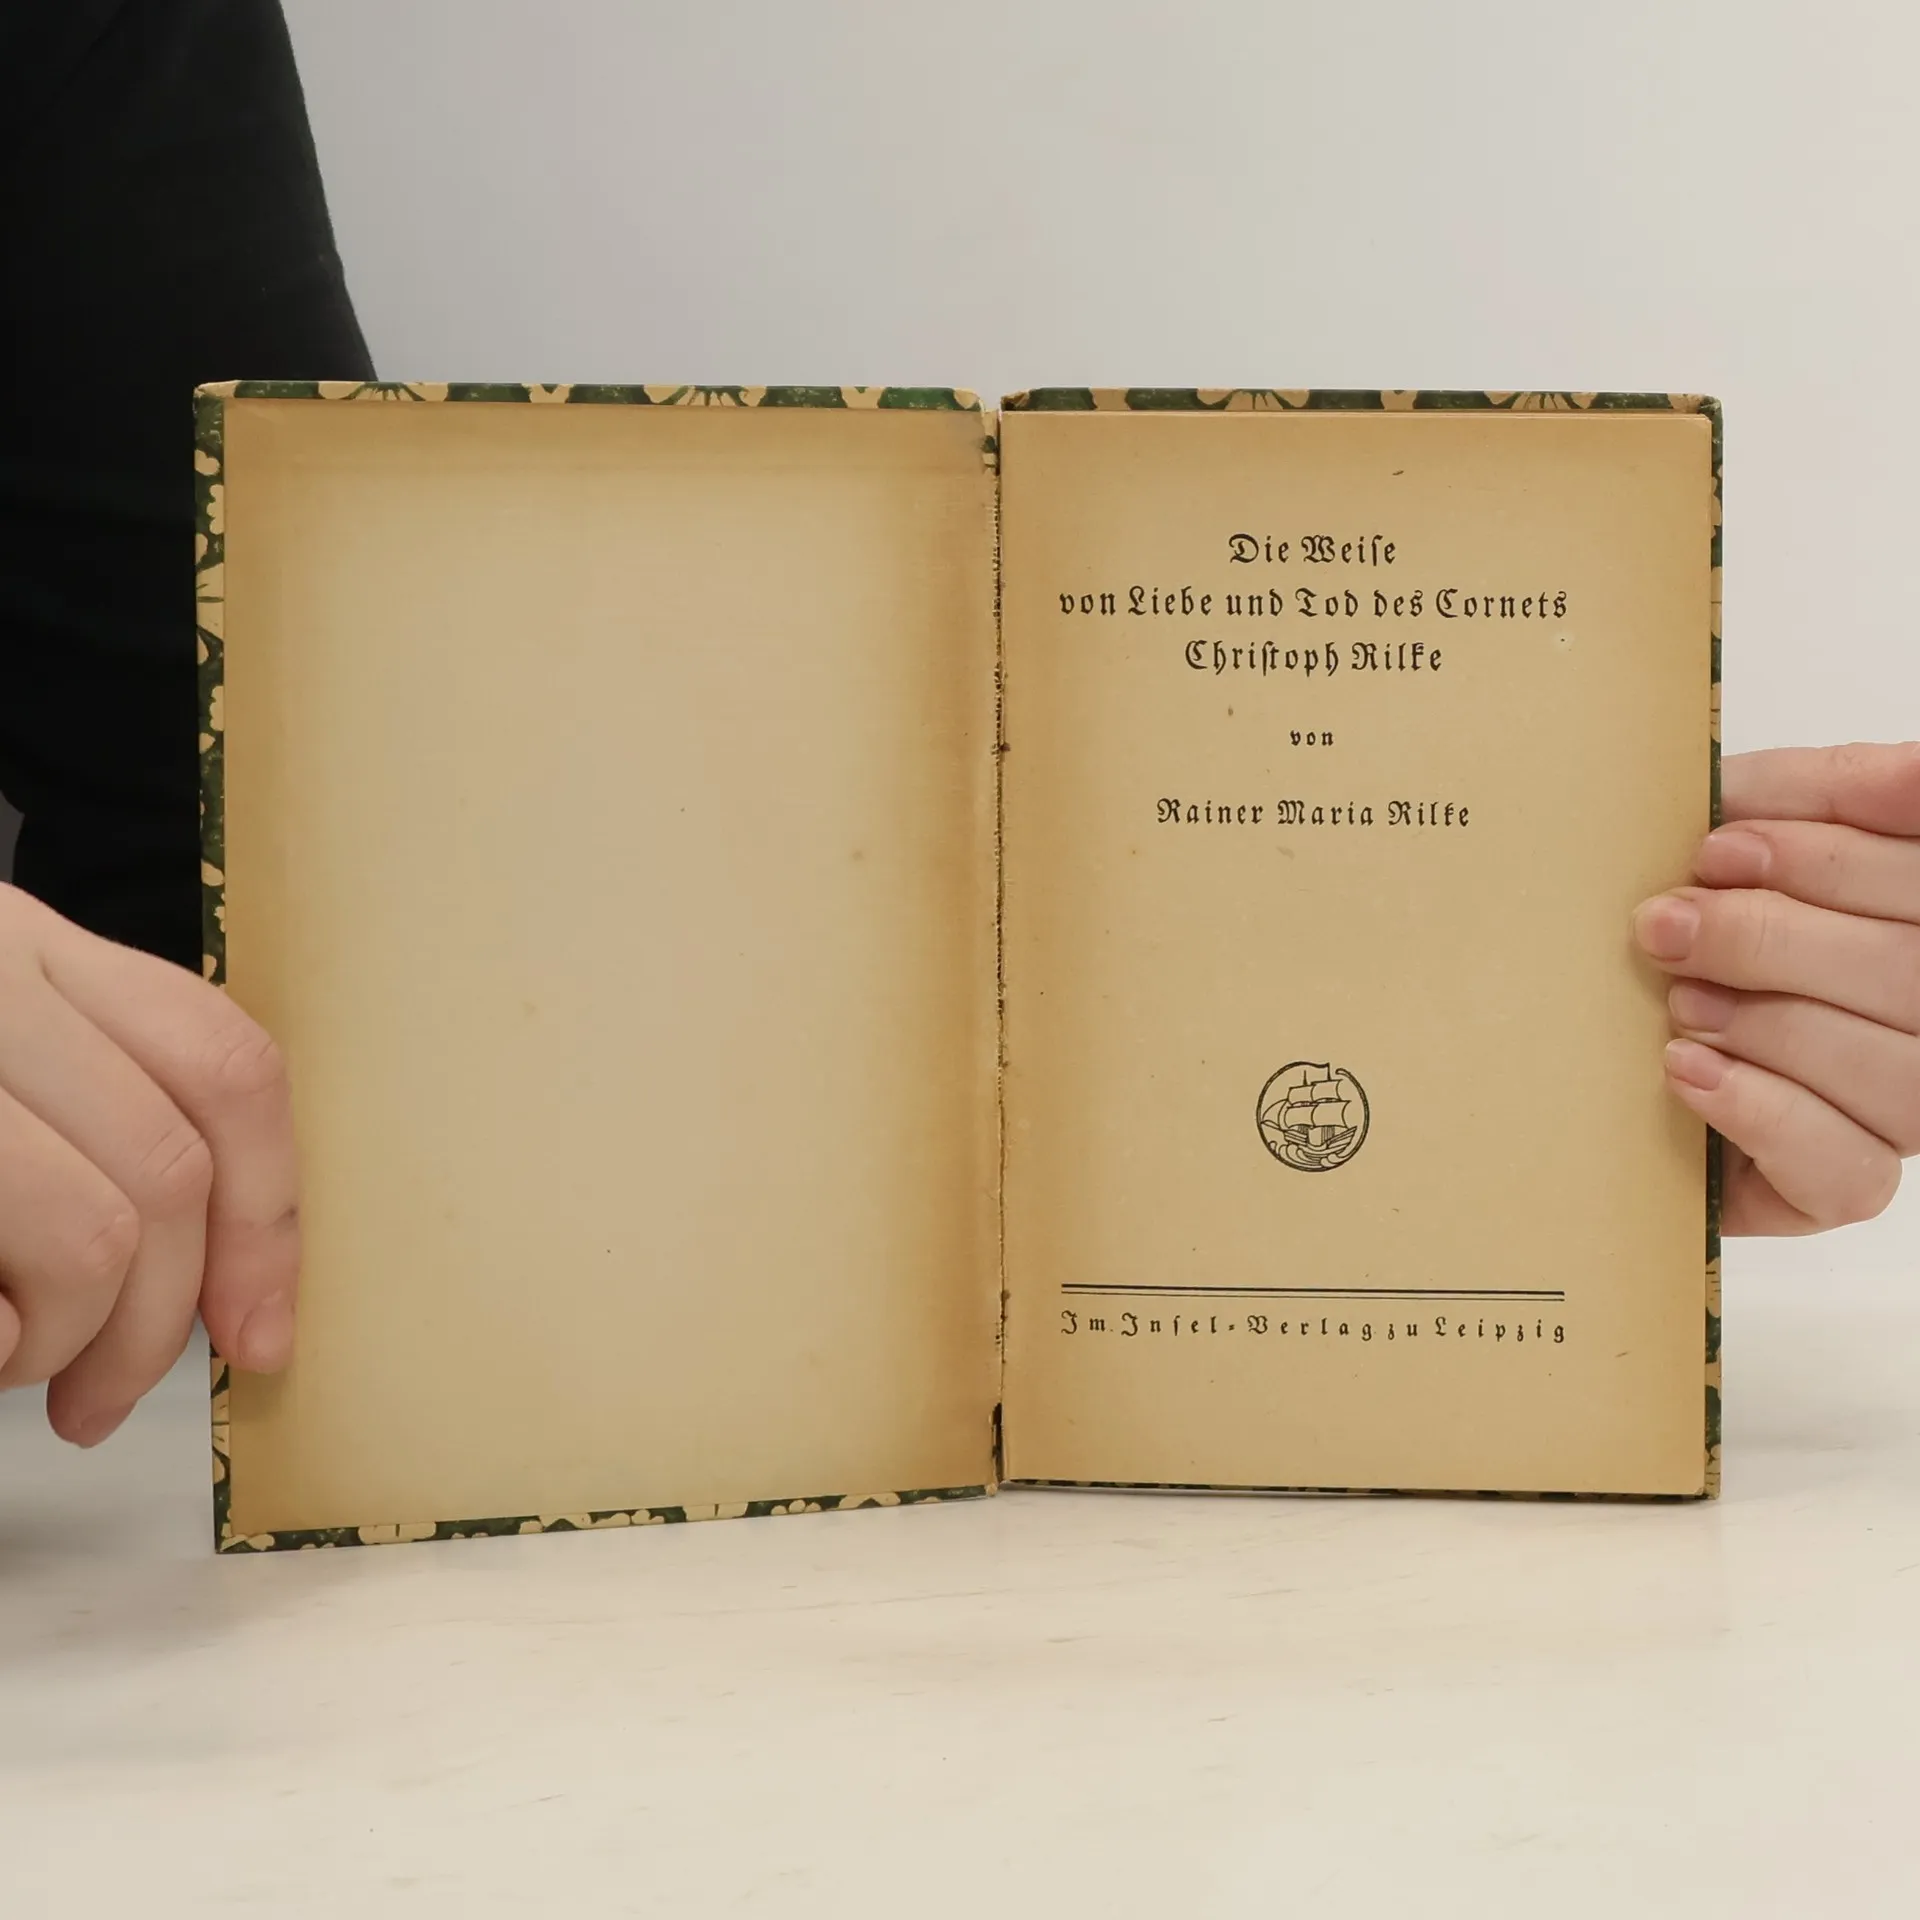 Die Weiſe
von Liebe und Tod des Cornets
Chriſtoph Rilke
von
Rainer Maria Rilke
Im Inſel-Verlag zu Leipzig